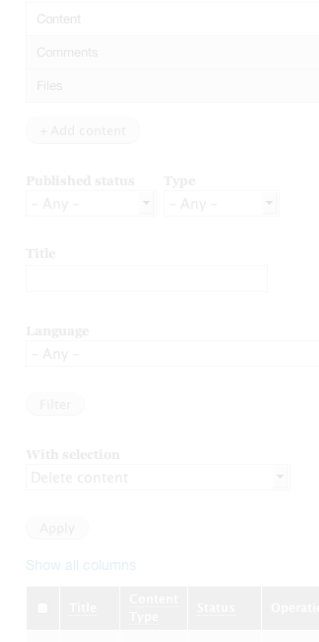 Content
Comments
Files
+ Add content
Published status Type
– Any – – Any –
Title
Language
– Any –
Filter
With selection
Delete content
Apply
Show all columns
Title Content Type Status